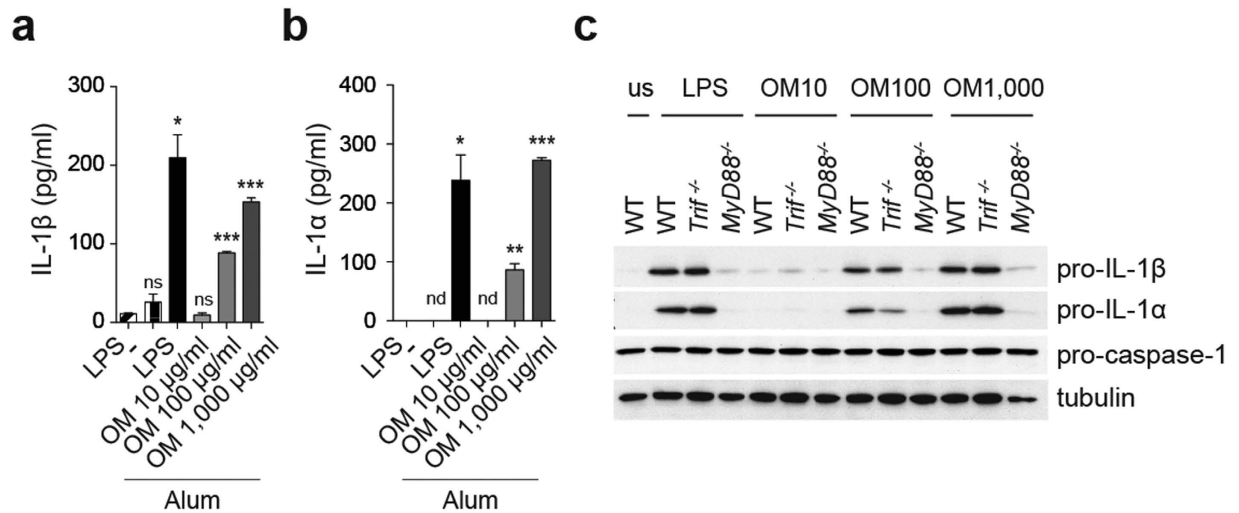 a
IL-1β (pg/ml)
300
200
100
0
ns
*
ns
***
***
LPS
-
LPS
OM 10 μg/ml
OM 100 μg/ml
OM 1,000 μg/ml
Alum
b
IL-1α (pg/ml)
400
300
200
100
0
nd
*
nd
**
***
LPS
-
LPS
OM 10 μg/ml
OM 100 μg/ml
OM 1,000 μg/ml
Alum
c
us LPS OM10 OM100 OM1,000
WT WT Trif -/- MyD88-/- WT Trif -/- MyD88-/- WT Trif -/- MyD88-/- WT Trif -/- MyD88-/-
pro-IL-1β
pro-IL-1α
pro-caspase-1
tubulin